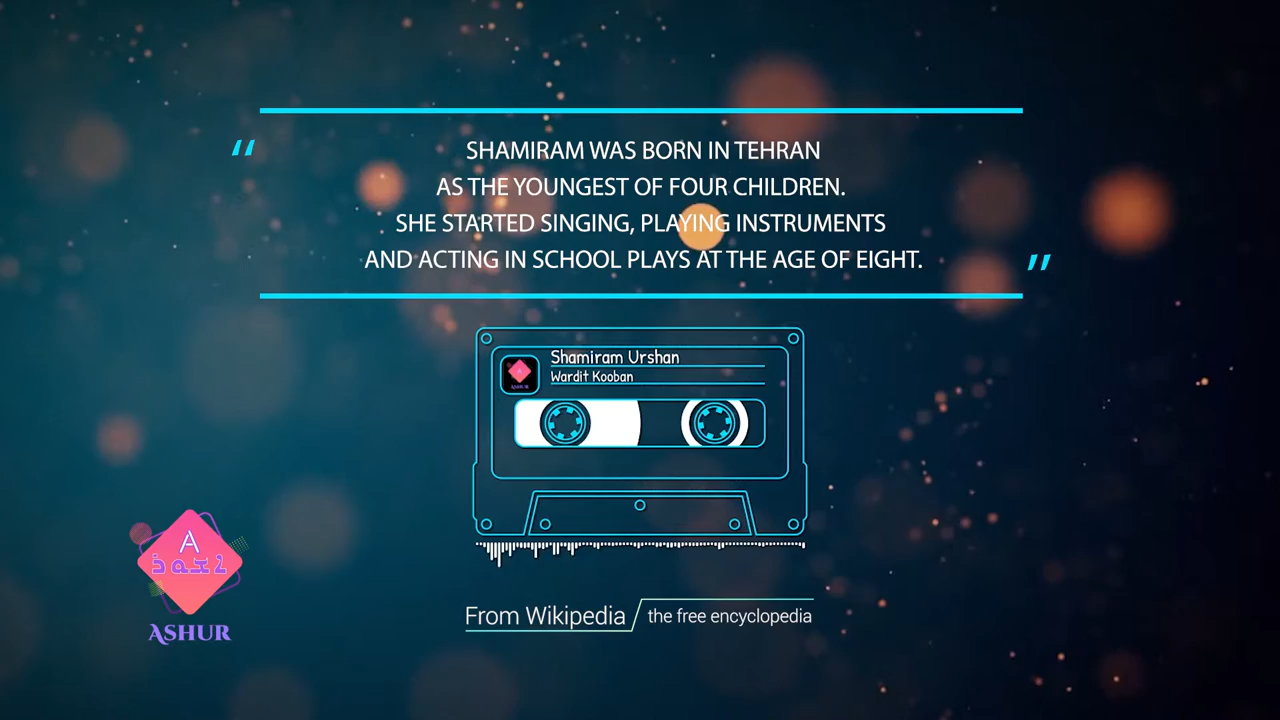 “
SHAMIRAM WAS BORN IN TEHRAN
AS THE YOUNGEST OF FOUR CHILDREN.
SHE STARTED SINGING, PLAYING INSTRUMENTS
AND ACTING IN SCHOOL PLAYS AT THE AGE OF EIGHT.
”
Shamiram Urshan
Wardit Kooban
ASHUR
A
ASHUR
From Wikipedia / the free encyclopedia